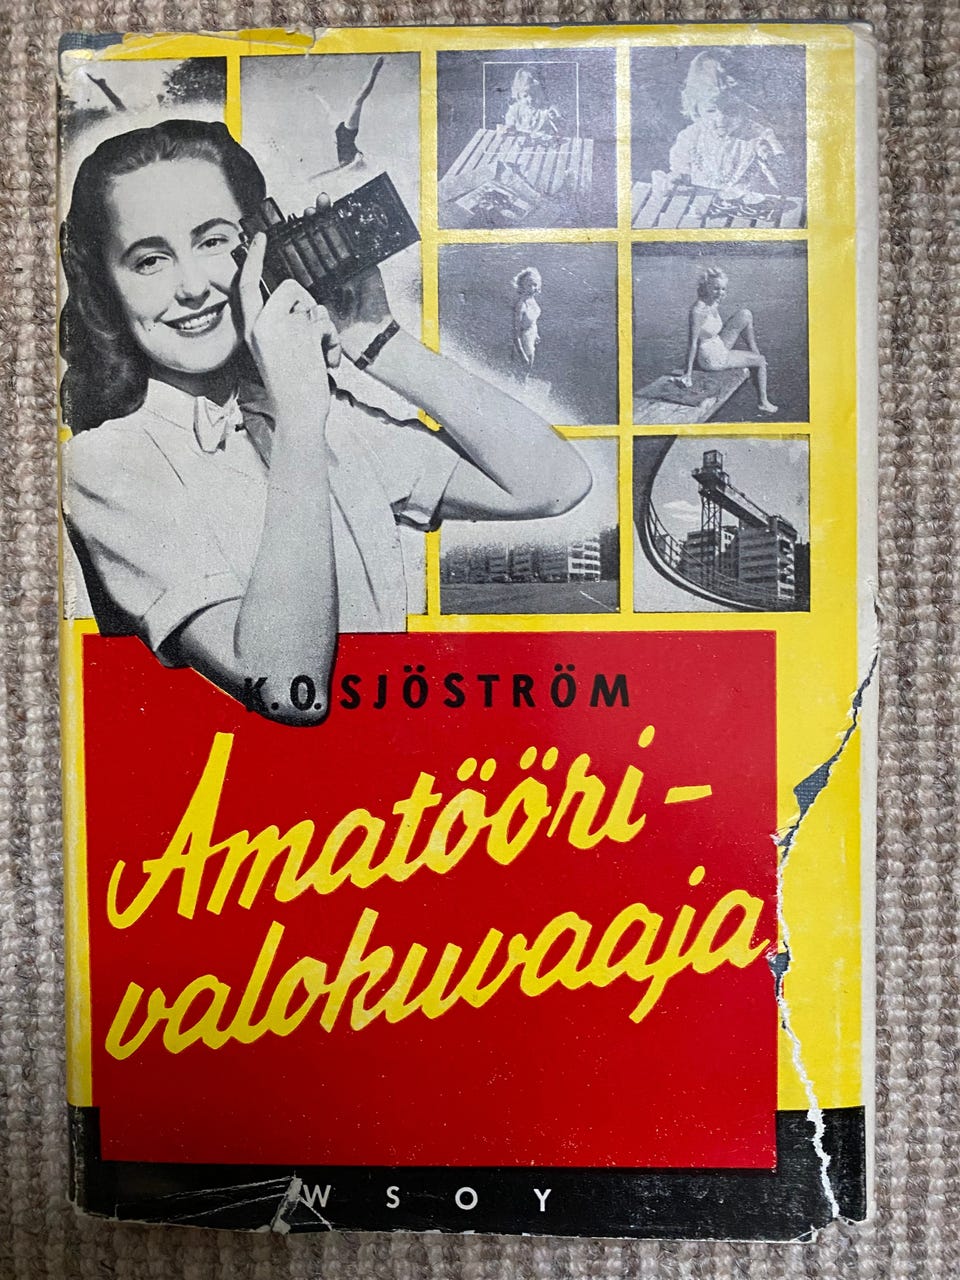 K.O.SJÖSTRÖM
Amatööri-
valokuvaaja
WSOY